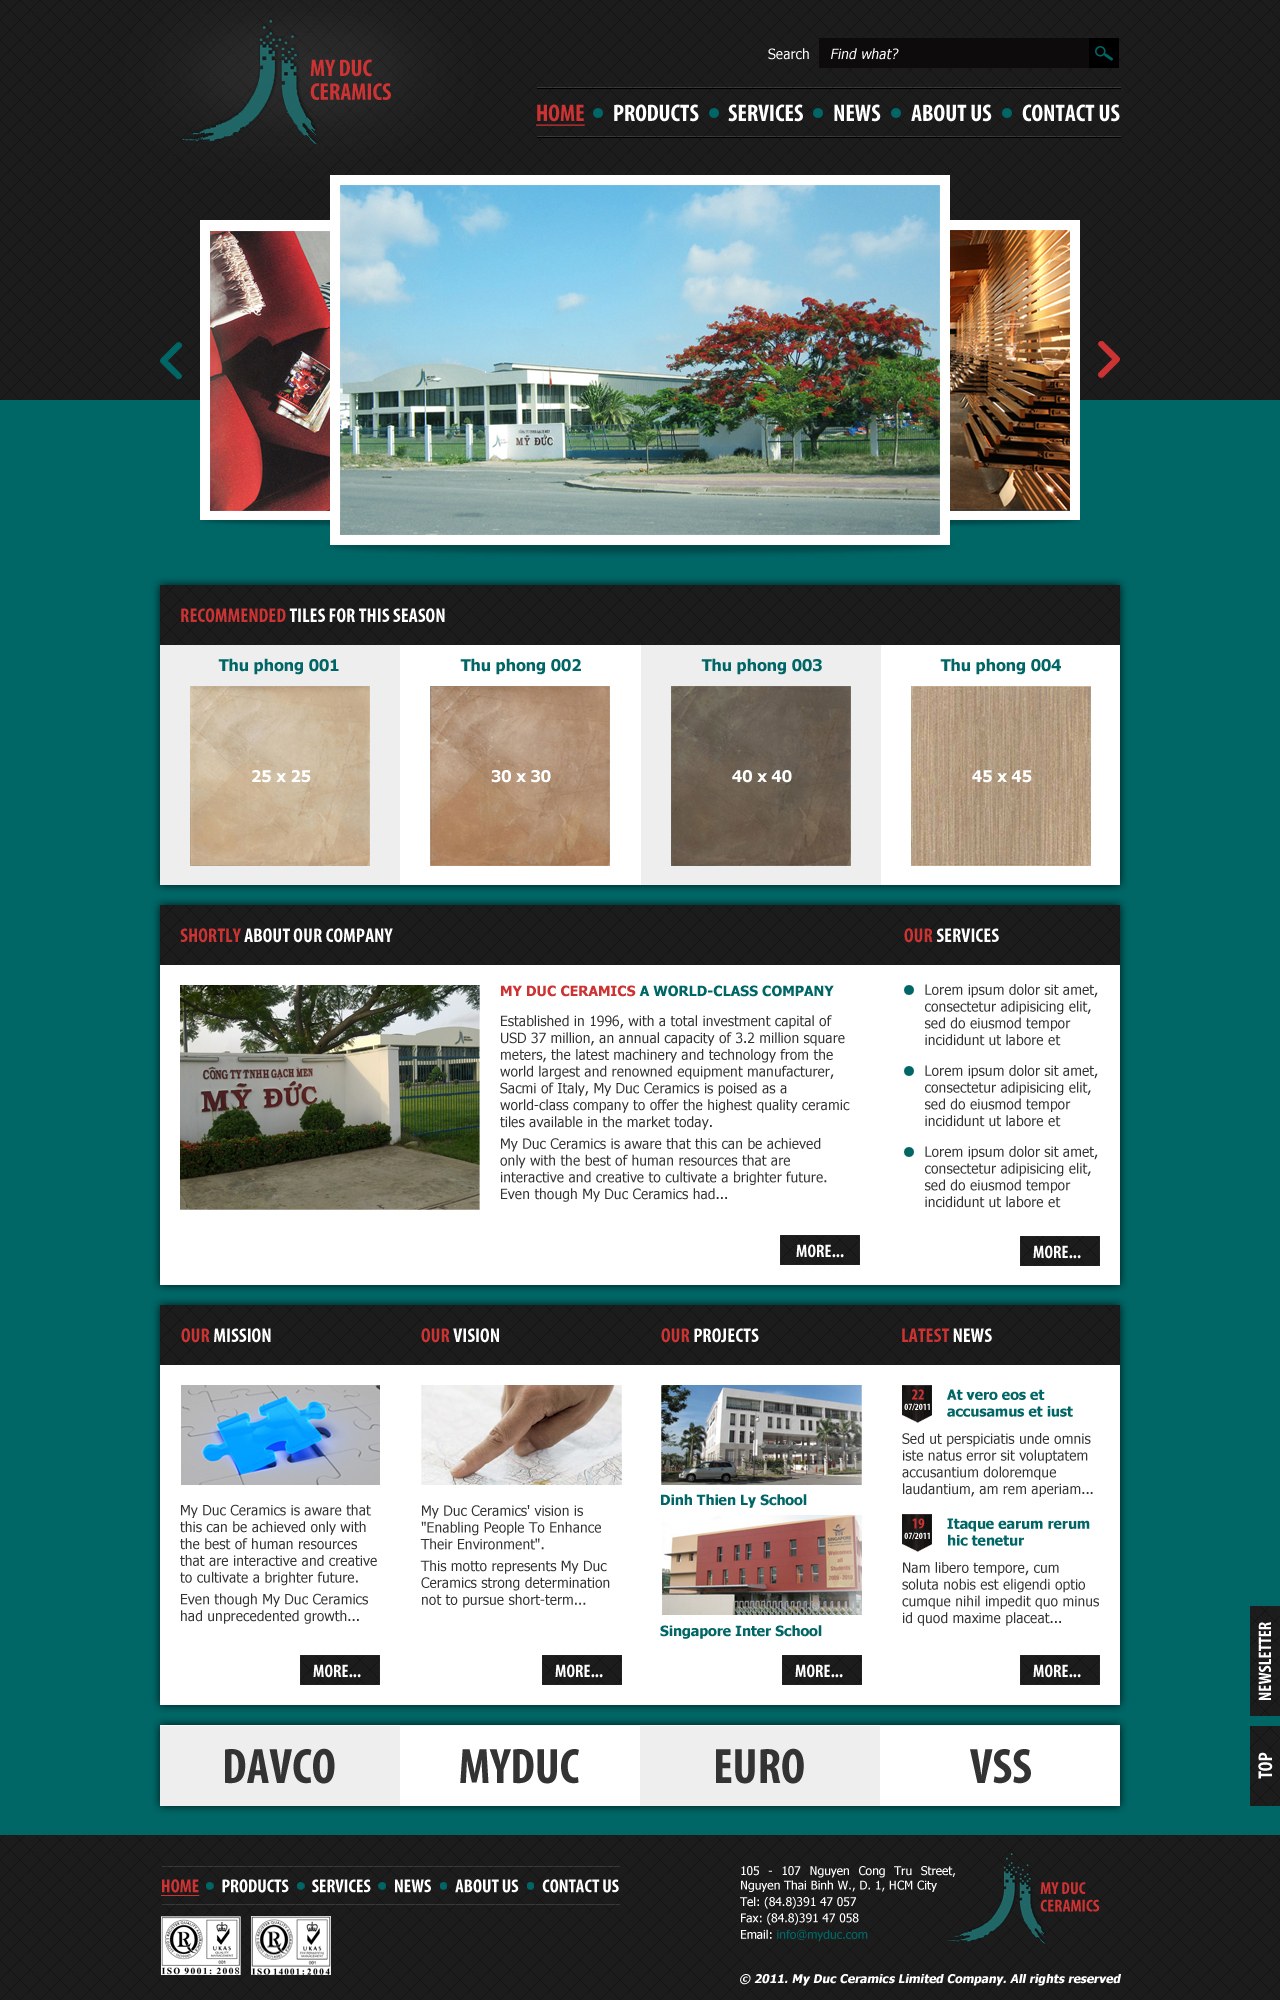 MY DUC
CERAMICS
Search
Find what?
HOME
PRODUCTS
SERVICES
NEWS
ABOUT US
CONTACT US
CÔNG TY TNHH GẠCH MEN
MỸ ĐỨC
RECOMMENDED TILES FOR THIS SEASON
Thu phong 001
Thu phong 002
Thu phong 003
Thu phong 004
25 x 25
30 x 30
40 x 40
45 x 45
SHORTLY ABOUT OUR COMPANY
CÔNG TY TNHH GẠCH MEN
MỸ ĐỨC
MY DUC CERAMICS A WORLD-CLASS COMPANY
Established in 1996, with a total investment capital of
USD 37 million, an annual capacity of 3.2 million square
meters, the latest machinery and technology from the
world largest and renowned equipment manufacturer,
Sacmi of Italy, My Duc Ceramics is poised as a
world-class company to offer the highest quality ceramic
tiles available in the market today.
My Duc Ceramics is aware that this can be achieved
only with the best of human resources that are
interactive and creative to cultivate a brighter future.
Even though My Duc Ceramics had...
MORE...
OUR SERVICES
Lorem ipsum dolor sit amet,
consectetur adipisicing elit,
sed do eiusmod tempor
incididunt ut labore et
Lorem ipsum dolor sit amet,
consectetur adipisicing elit,
sed do eiusmod tempor
incididunt ut labore et
Lorem ipsum dolor sit amet,
consectetur adipisicing elit,
sed do eiusmod tempor
incididunt ut labore et
MORE...
OUR MISSION
My Duc Ceramics is aware that
this can be achieved only with
the best of human resources
that are interactive and creative
to cultivate a brighter future.
Even though My Duc Ceramics
had unprecedented growth...
MORE...
OUR VISION
My Duc Ceramics' vision is
"Enabling People To Enhance
Their Environment".
This motto represents My Duc
Ceramics strong determination
not to pursue short-term...
MORE...
OUR PROJECTS
Dinh Thien Ly School
SINGAPORE
Welcomes
Students
Singapore Inter School
MORE...
LATEST NEWS
22
07/2011
At vero eos et
accusamus et iust
Sed ut perspiciatis unde omnis
iste natus error sit voluptatem
accusantium doloremque
laudantium, am rem aperiam...
19
07/2011
Itaque earum rerum
hic tenetur
Nam libero tempore, cum
soluta nobis est eligendi optio
cumque nihil impedit quo minus
id quod maxime placeat...
MORE...
NEWSLETTER
TOP
DAVCO
MYDUC
EURO
VSS
HOME
PRODUCTS
SERVICES
NEWS
ABOUT US
CONTACT US
R
UKAS
ISO 9001: 2008
R
UKAS
ISO 14001:2004
105 - 107 Nguyen Cong Tru Street,
Nguyen Thai Binh W., D. 1, HCM City
Tel: (84.8)391 47 057
Fax: (84.8)391 47 058
Email: info@myduc.com
MY DUC
CERAMICS
© 2011. My Duc Ceramics Limited Company. All rights reserved